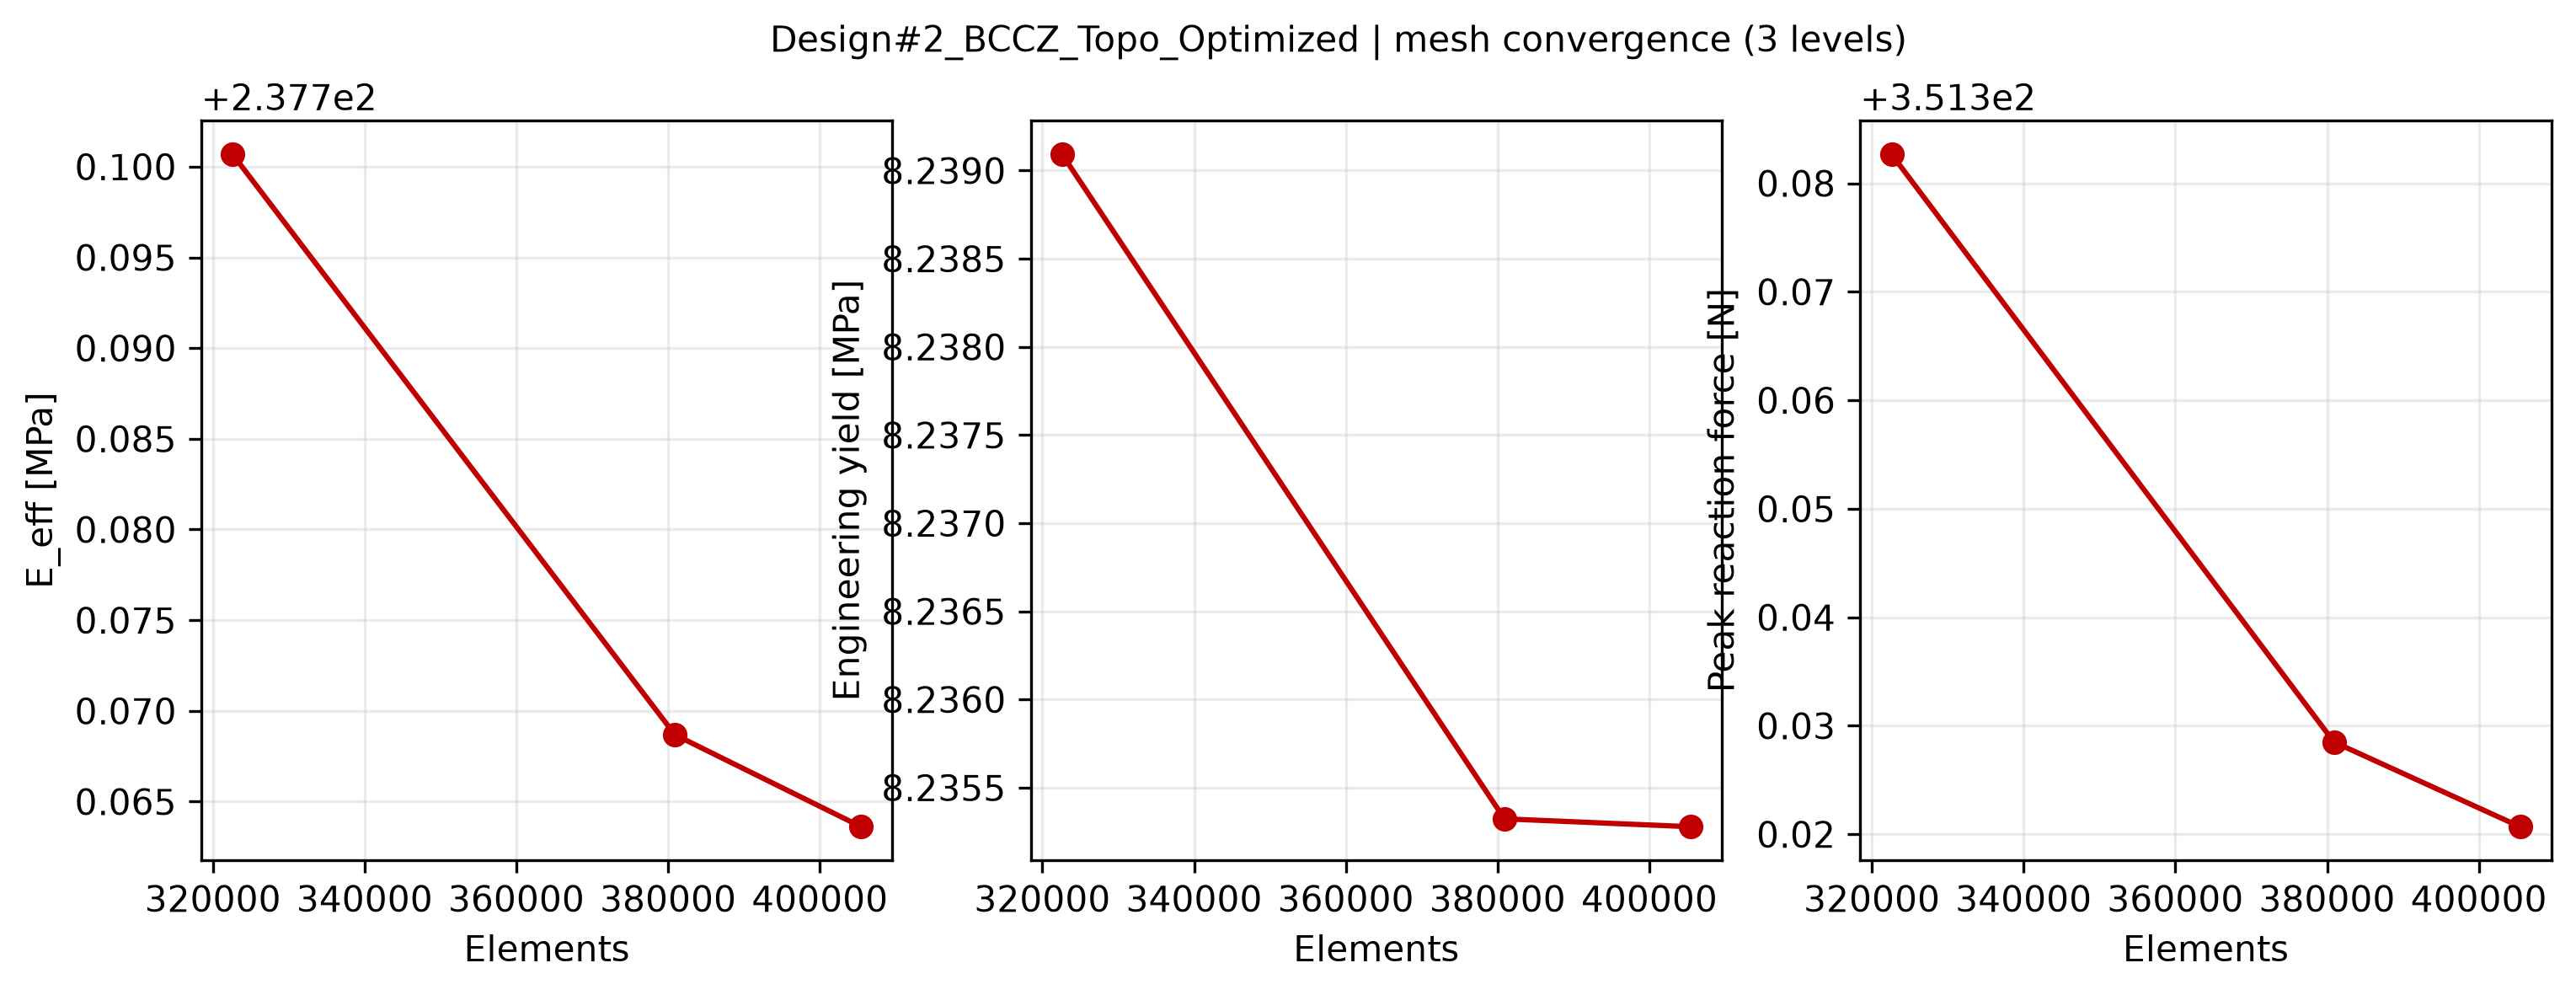 Design#2_BCCZ_Topo_Optimized | mesh convergence (3 levels)
+2.377e2
E_eff [MPa]
0.100
0.095
0.090
0.085
0.080
0.075
0.070
0.065
320000 340000 360000 380000 400000
Elements
Engineering yield [MPa]
8.2390
8.2385
8.2380
8.2375
8.2370
8.2365
8.2360
8.2355
320000 340000 360000 380000 400000
Elements
+3.513e2
Peak reaction force [N]
0.08
0.07
0.06
0.05
0.04
0.03
0.02
320000 340000 360000 380000 400000
Elements